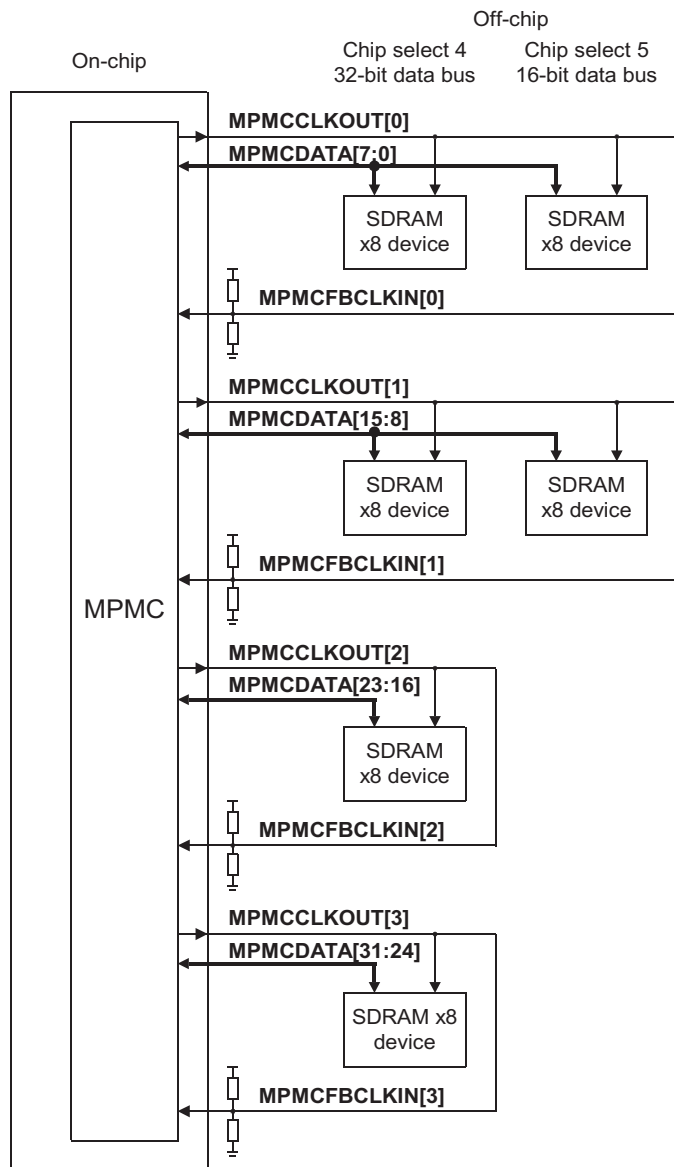 Off-chip
On-chip
Chip select 4
32-bit data bus
Chip select 5
16-bit data bus
MPMCCLKOUT[0]
MPMCDATA[7:0]
SDRAM
x8 device
SDRAM
x8 device
MPMCFBCLKIN[0]
MPMCCLKOUT[1]
MPMCDATA[15:8]
SDRAM
x8 device
SDRAM
x8 device
MPMCFBCLKIN[1]
MPMC
MPMCCLKOUT[2]
MPMCDATA[23:16]
SDRAM
x8 device
MPMCFBCLKIN[2]
MPMCCLKOUT[3]
MPMCDATA[31:24]
SDRAM x8
device
MPMCFBCLKIN[3]